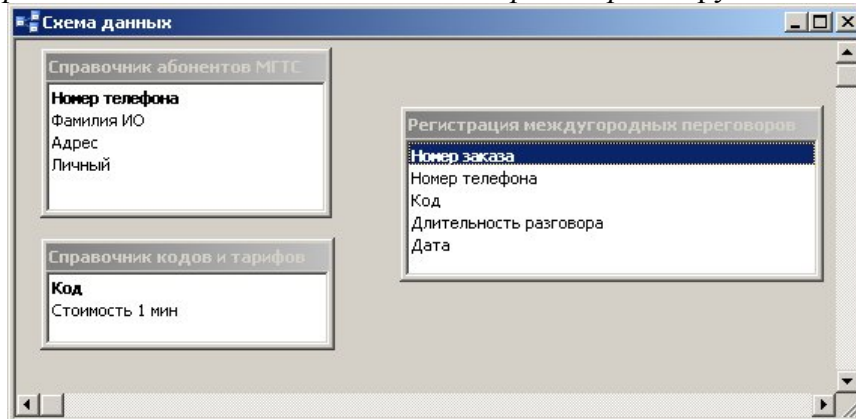 Схема данных
Справочник абонентов МГТС
Номер телефона
Фамилия ИО
Адрес
Личный
Регистрация междугородных переговоров
Номер заказа
Номер телефона
Код
Длительность разговора
Дата
Справочник кодов и тарифов
Код
Стоимость 1 мин